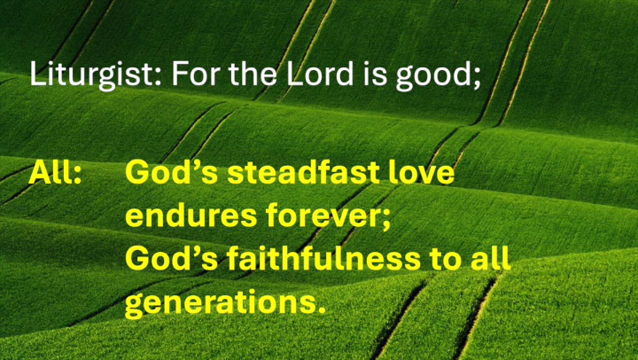 Liturgist: For the Lord is good;
All: God’s steadfast love
endures forever;
God’s faithfulness to all
generations.